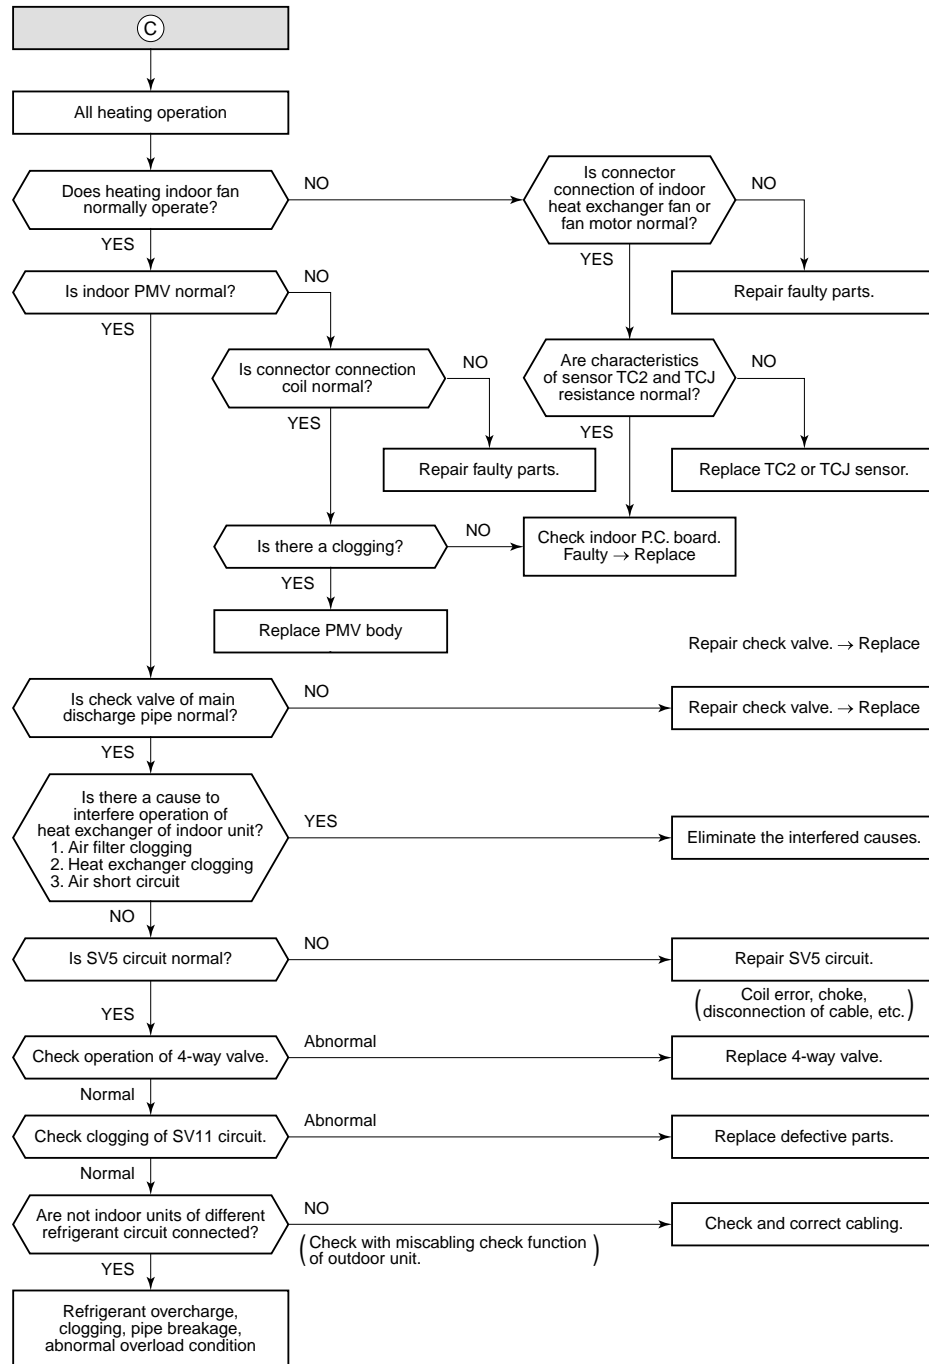 C
All heating operation
Does heating indoor fan
normally operate?
NO
YES
Is connector
connection of indoor
heat exchanger fan or
fan motor normal?
NO
YES
Repair faulty parts.
Is indoor PMV normal?
NO
YES
Is connector connection
coil normal?
NO
YES
Repair faulty parts.
Are characteristics
of sensor TC2 and TCJ
resistance normal?
NO
YES
Replace TC2 or TCJ sensor.
Is there a clogging?
NO
YES
Check indoor P.C. board.
Faulty → Replace
Replace PMV body
Repair check valve. → Replace
Is check valve of main
discharge pipe normal?
NO
YES
Repair check valve. → Replace
Is there a cause to
interfere operation of
heat exchanger of indoor unit?
1. Air filter clogging
2. Heat exchanger clogging
3. Air short circuit
YES
NO
Eliminate the interfered causes.
Is SV5 circuit normal?
NO
YES
Repair SV5 circuit.
(Coil error, choke,
disconnection of cable, etc.)
Check operation of 4-way valve.
Abnormal
Normal
Replace 4-way valve.
Check clogging of SV11 circuit.
Abnormal
Normal
Replace defective parts.
Are not indoor units of different
refrigerant circuit connected?
NO
(Check with miscabling check function
of outdoor unit.)
YES
Check and correct cabling.
Refrigerant overcharge,
clogging, pipe breakage,
abnormal overload condition